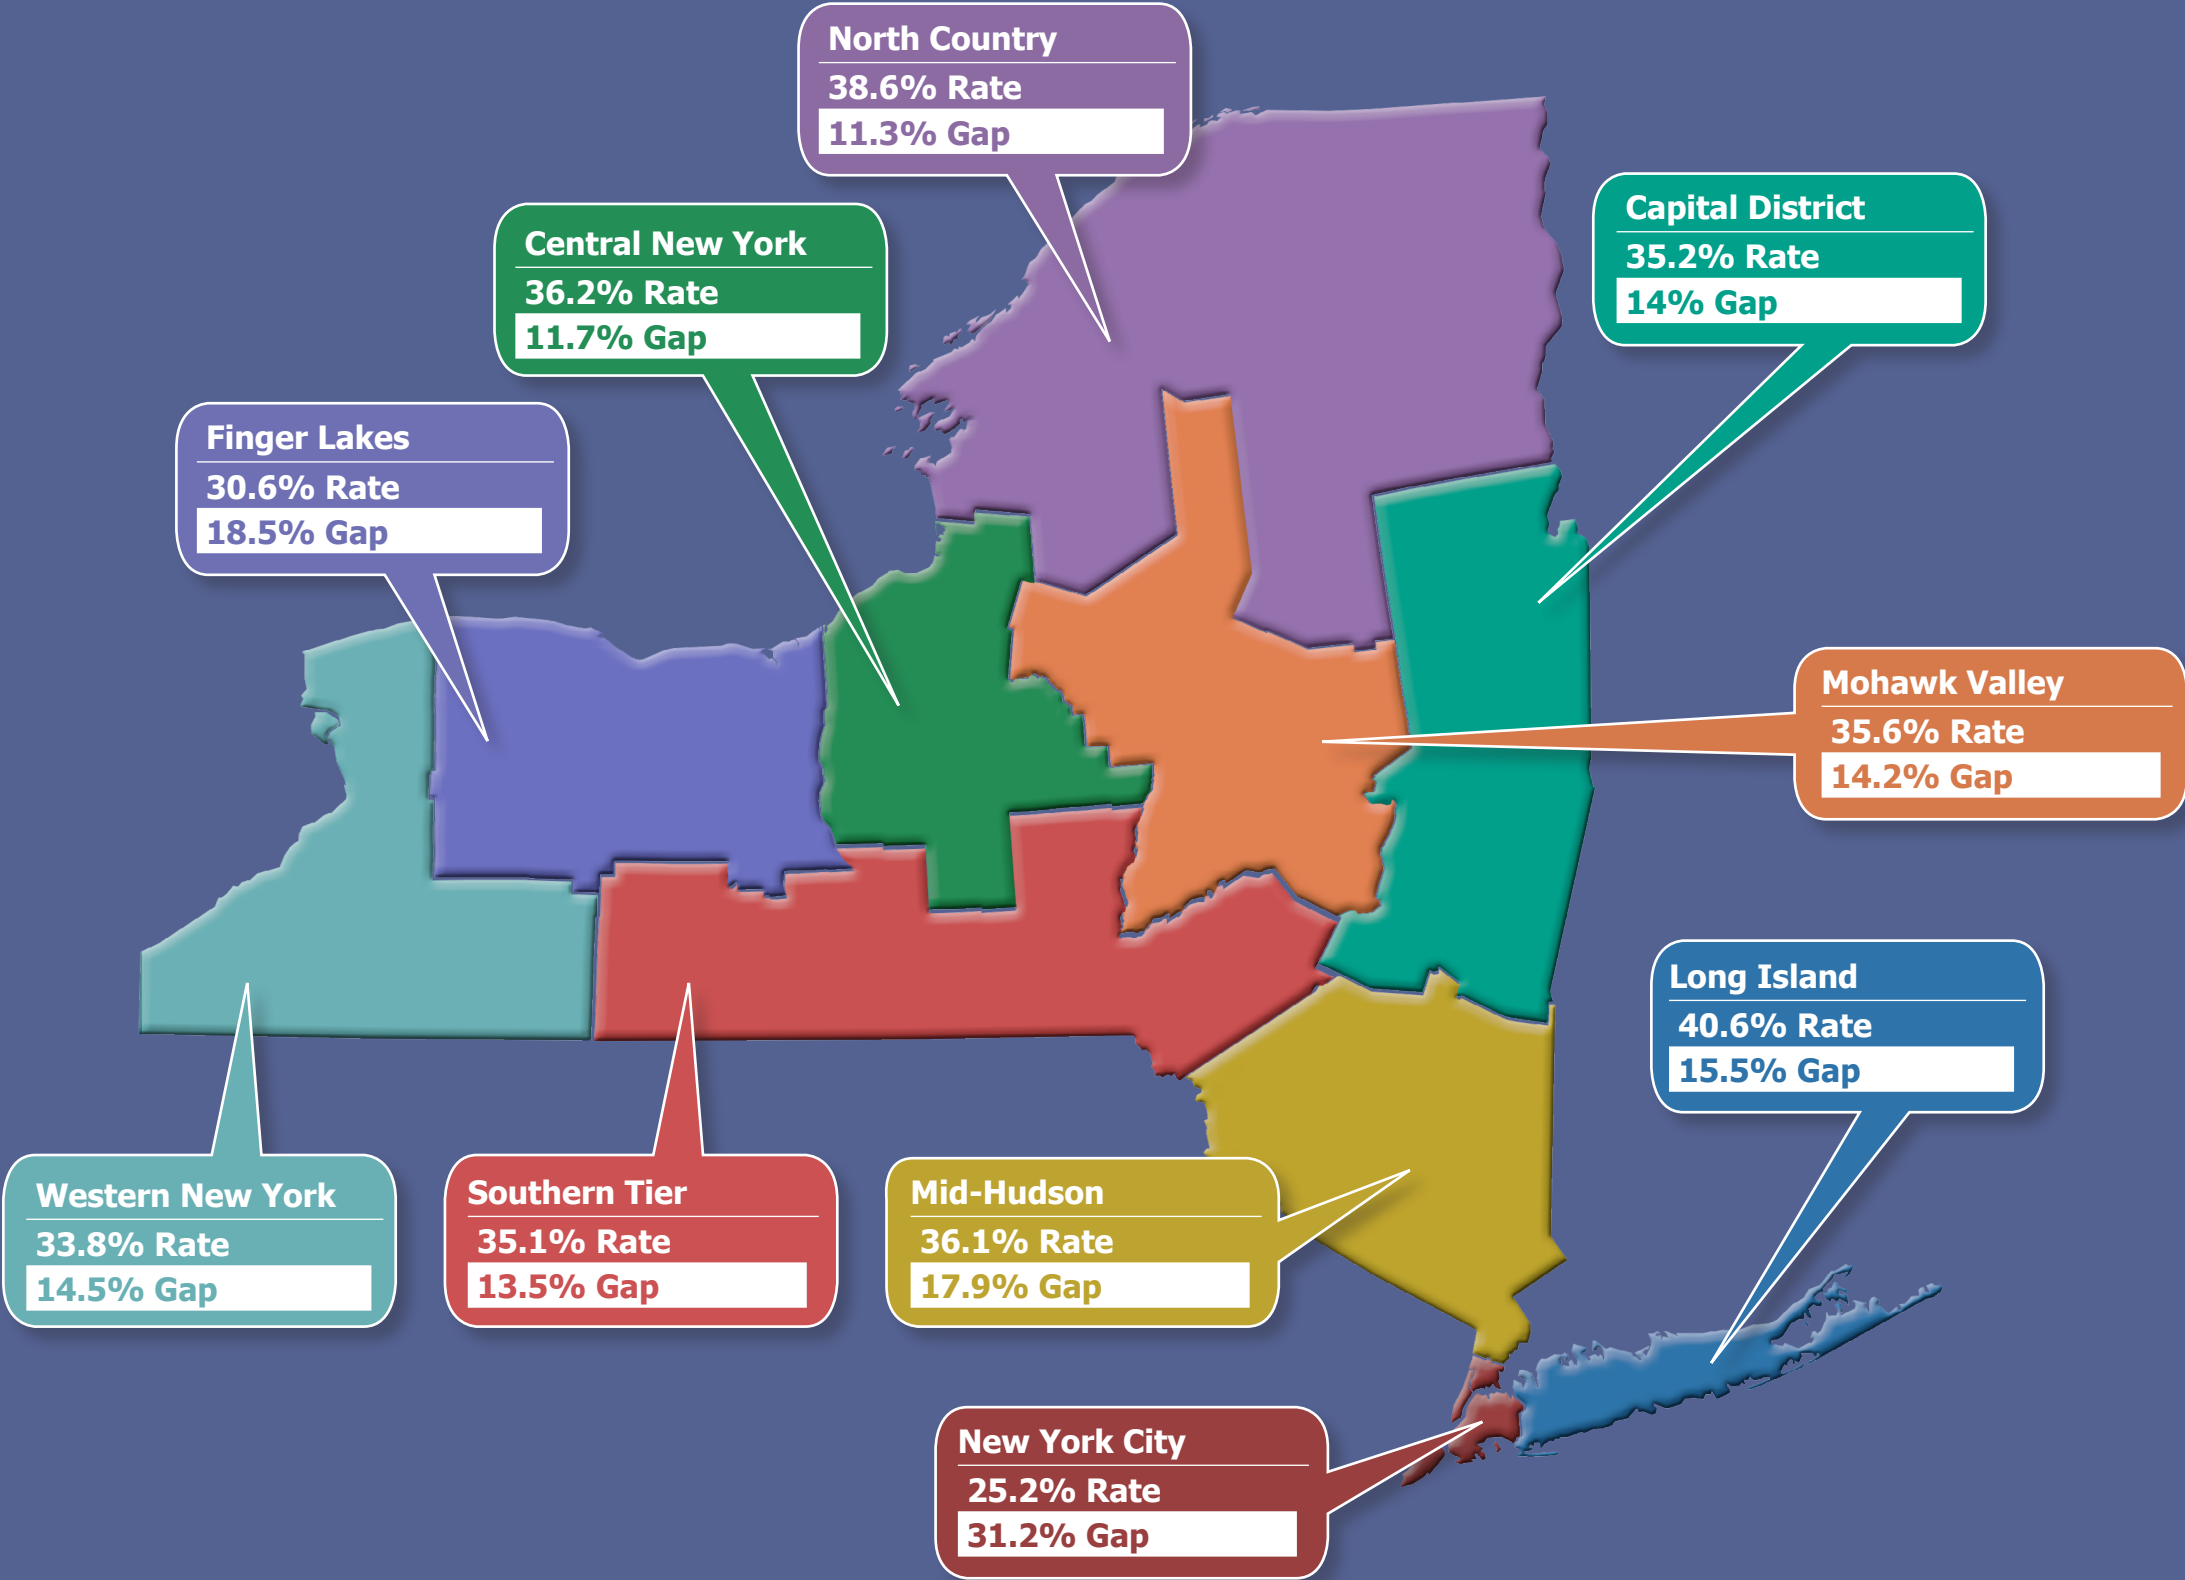 North Country
38.6% Rate
11.3% Gap
Capital District
35.2% Rate
14% Gap
Central New York
36.2% Rate
11.7% Gap
Finger Lakes
30.6% Rate
18.5% Gap
Mohawk Valley
35.6% Rate
14.2% Gap
Long Island
40.6% Rate
15.5% Gap
Western New York
33.8% Rate
14.5% Gap
Southern Tier
35.1% Rate
13.5% Gap
Mid-Hudson
36.1% Rate
17.9% Gap
New York City
25.2% Rate
31.2% Gap